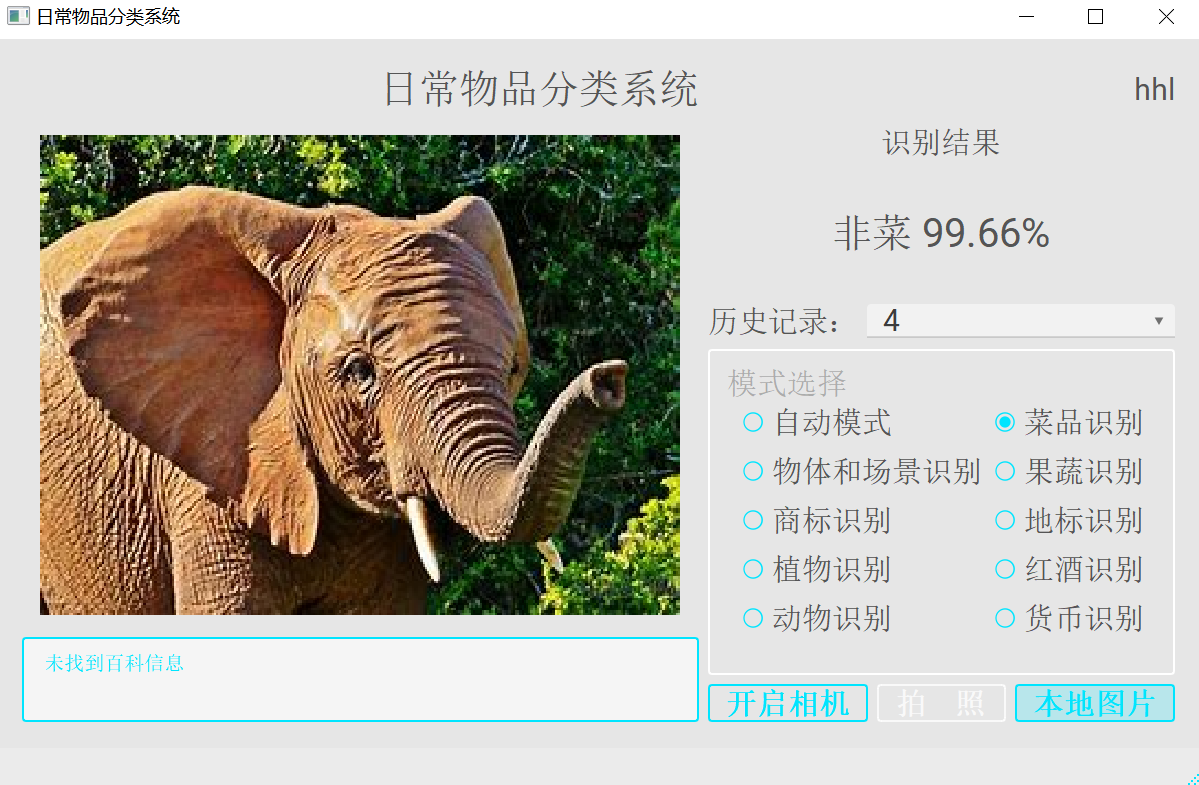 日常物品分类系统
日常物品分类系统
hhl
识别结果
非菜 99.66%
历史记录：
4
模式选择
自动模式
菜品识别
物体和场景识别
果蔬识别
商标识别
地标识别
植物识别
红酒识别
动物识别
货币识别
未找到百科信息
开启相机
拍 照
本地图片